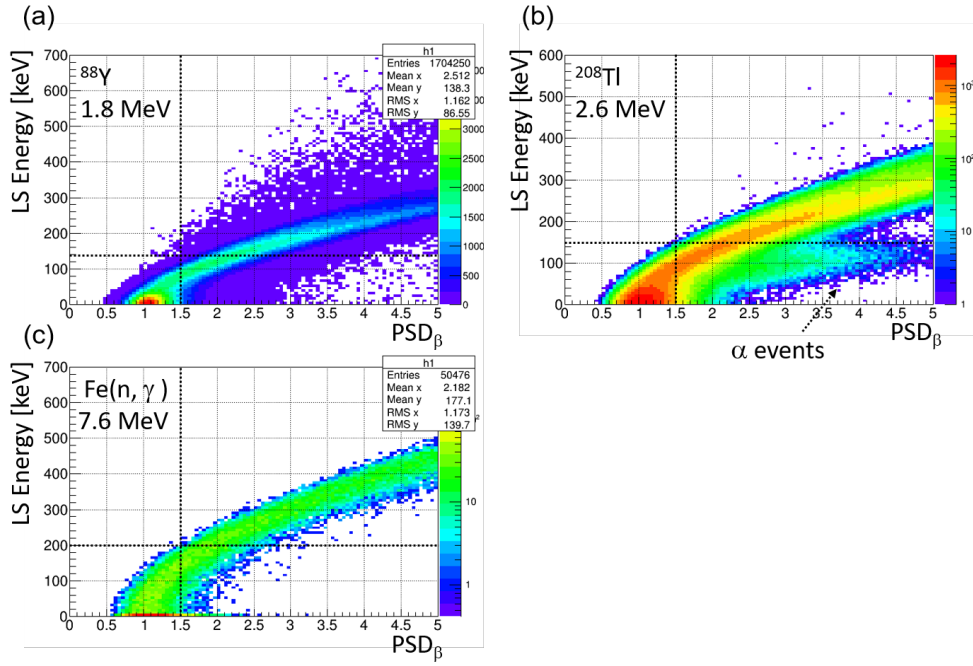 (a)
LS Energy [keV]
700
600
500
400
300
200
100
0
88Y
1.8 MeV
h1
Entries 1704250
Mean x 2.512
Mean y 138.3
RMS x 1.162
RMS y 86.55
3000
2500
2000
1500
1000
500
0
0 0.5 1 1.5 2 2.5 3 3.5 4 4.5 5
PSDβ
(b)
LS Energy [keV]
600
500
400
300
200
100
0
208Tl
2.6 MeV
10
1
0 0.5 1 1.5 2 2.5 3 3.5 4 4.5 5
PSDβ
α events
(c)
LS Energy [keV]
700
600
500
400
300
200
100
0
Fe(n, γ )
7.6 MeV
h1
Entries 50476
Mean x 2.182
Mean y 177.1
RMS x 1.173
RMS y 139.7
10
1
0 0.5 1 1.5 2 2.5 3 3.5 4 4.5 5
PSDβ